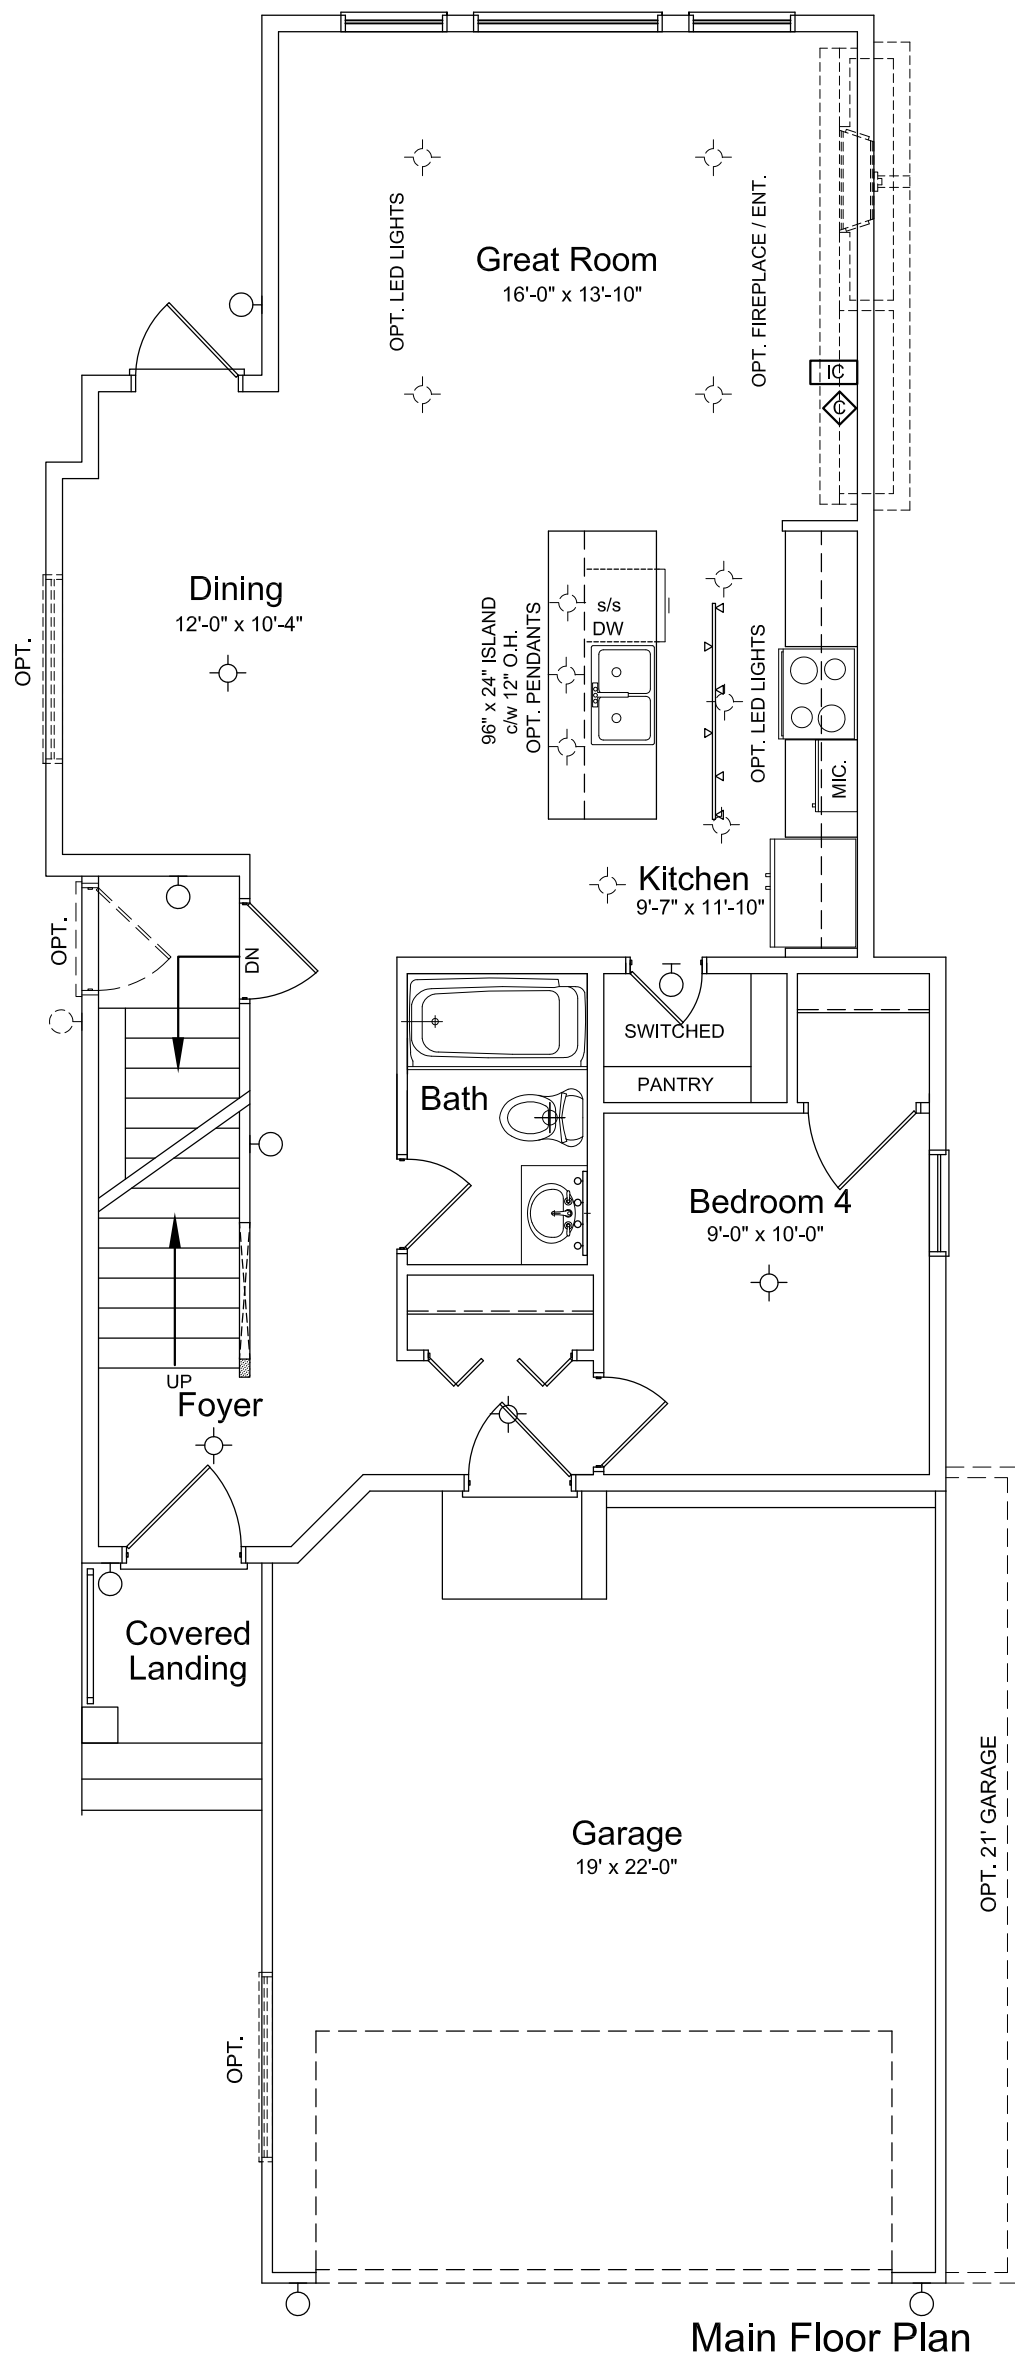 OPT. LED LIGHTS
Great Room
16'-0" x 13'-10"
OPT. FIREPLACE / ENT.
IC
C
Dining
12'-0" x 10'-4"
OPT.
96" x 24" ISLAND
c/w 12" O.H.
OPT. PENDANTS
s/s
DW
OPT. LED LIGHTS
MIC.
Kitchen
9'-7" x 11'-10"
OPT.
DN
SWITCHED
PANTRY
Bath
Bedroom 4
9'-0" x 10'-0"
UP
Foyer
Covered
Landing
Garage
19' x 22'-0"
OPT. 21' GARAGE
OPT.
Main Floor Plan